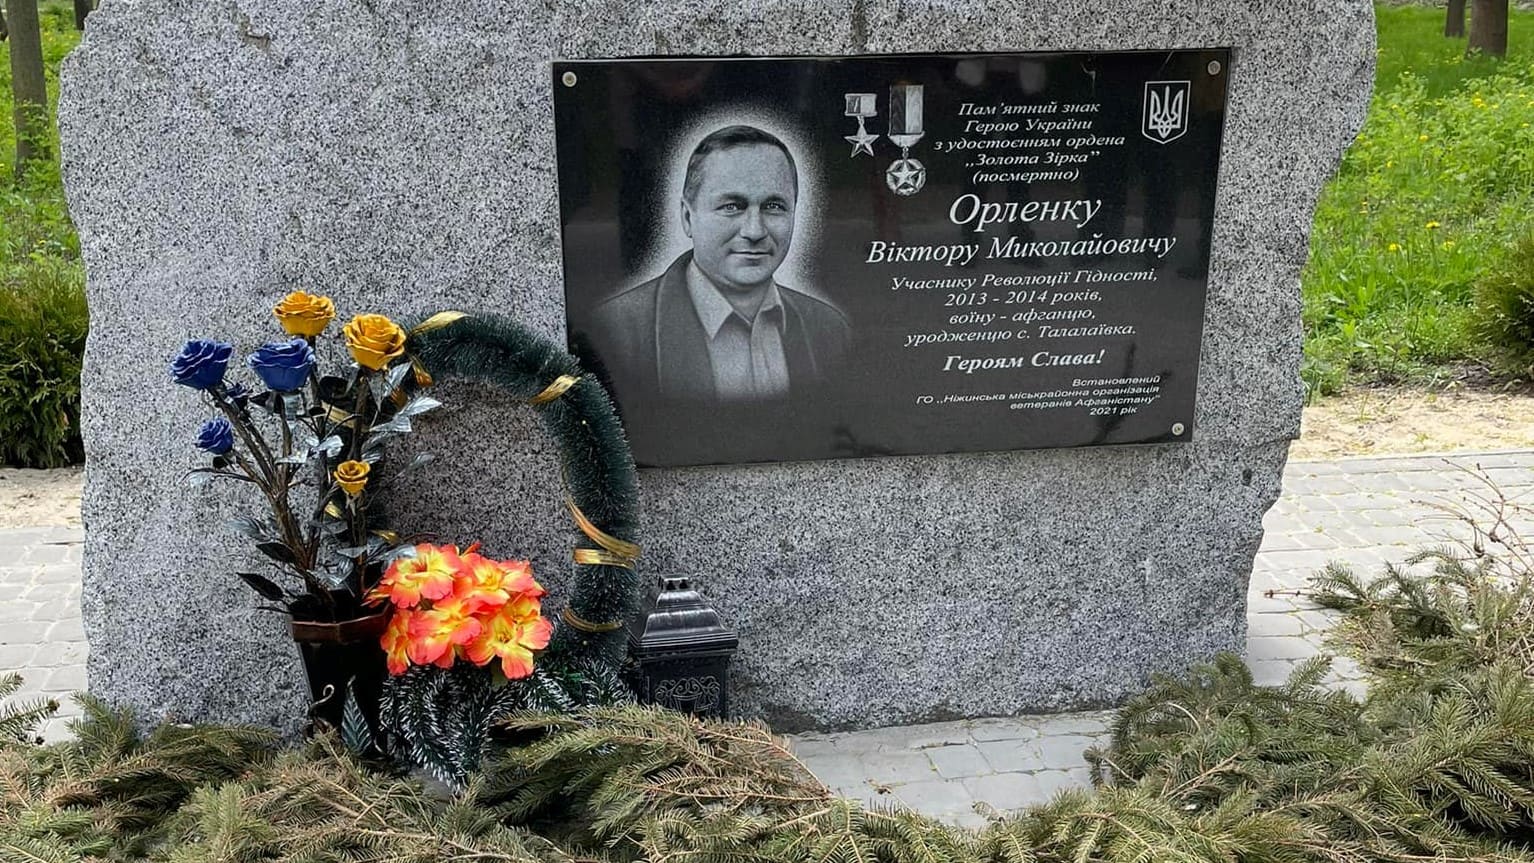 Пам'ятний знак
Герою України
з удостоєнням ордена
,,Золота Зірка"
(посмертно)
Орленку
Віктору Миколайовичу
Учаснику Революції Гідності,
2013 - 2014 років,
воїну - афганцю,
уродженцю с. Талалаївка.
Героям Слава!
Встановлений
ГО ,,Ніжинська міськрайонна організація
ветеранів Афганістану"
2021 рік